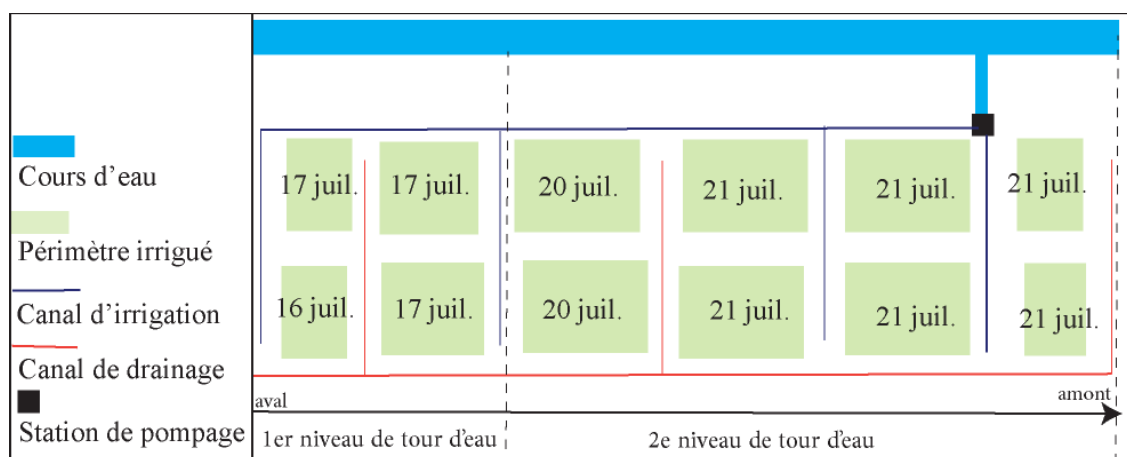 Cours d'eau
Périmètre irrigué
Canal d'irrigation
Canal de drainage
Station de pompage
17 juil. 17 juil. 20 juil. 21 juil. 21 juil. 21 juil.
16 juil. 17 juil. 20 juil. 21 juil. 21 juil. 21 juil.
aval amont
1er niveau de tour d'eau 2e niveau de tour d'eau